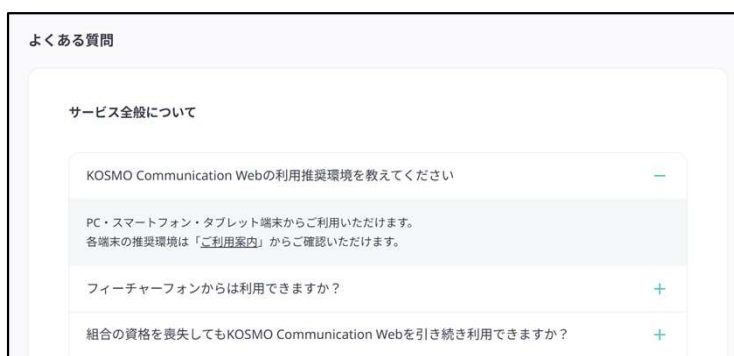 よくある質問
サービス全般について
KOSMO Communication Webの利用推奨環境を教えてください
PC・スマートフォン・タブレット端末からご利用いただけます。
各端末の推奨環境は「ご利用案内」からご確認いただけます。
フィーチャーフォンからは利用できますか？
組合の資格を喪失してもKOSMO Communication Webを引き続き利用できますか？